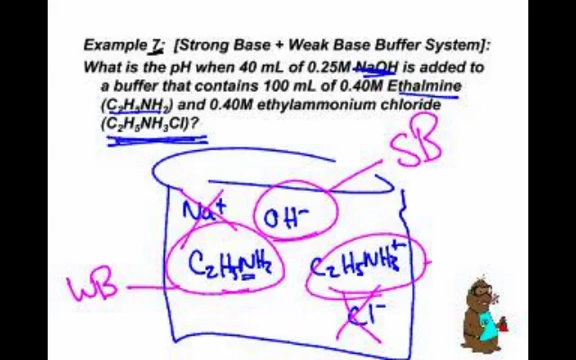 Example 7: [Strong Base + Weak Base Buffer System]:
What is the pH when 40 mL of 0.25M NaOH is added to
a buffer that contains 100 mL of 0.40M Ethalmine
(C₂H₅NH₂) and 0.40M ethylammonium chloride
(C₂H₅NH₃Cl)?
SB
Na⁺ OH⁻
C₂H₅NH₂ C₂H₅NH₃⁺
WB
Cl⁻